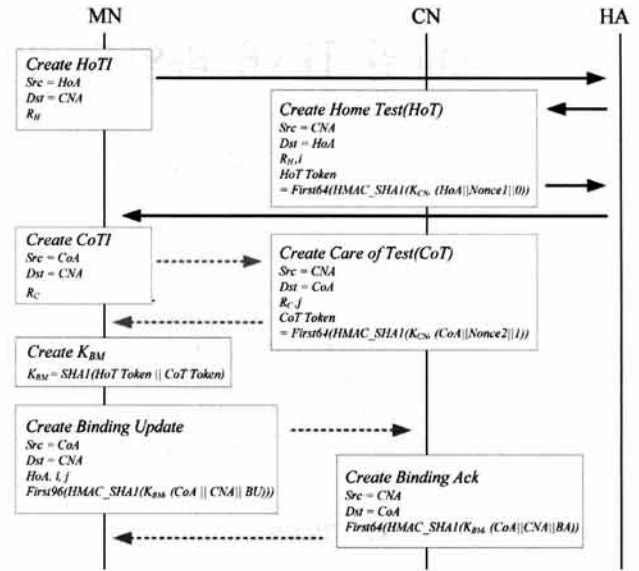 MN CN HA
Create HoTI
Src = HoA
Dst = CNA
R_H
Create Home Test(HoT)
Src = CNA
Dst = HoA
R_H, i
HoT Token
= First64(HMAC_SHA1(K_CN, (HoA||Nonce1||0))
Create CoTI
Src = CoA
Dst = CNA
R_C
Create Care of Test(CoT)
Src = CNA
Dst = CoA
R_C, j
CoT Token
= First64(HMAC_SHA1(K_CN, (CoA||Nonce2||1))
Create K_BM
K_BM = SHA1(HoT Token || CoT Token)
Create Binding Update
Src = CoA
Dst = CNA
HoA, i, j
First96(HMAC_SHA1(K_BM, (CoA || CNA|| BU)))
Create Binding Ack
Src = CNA
Dst = CoA
First64(HMAC_SHA1(K_BM, (CoA||CNA||BA))